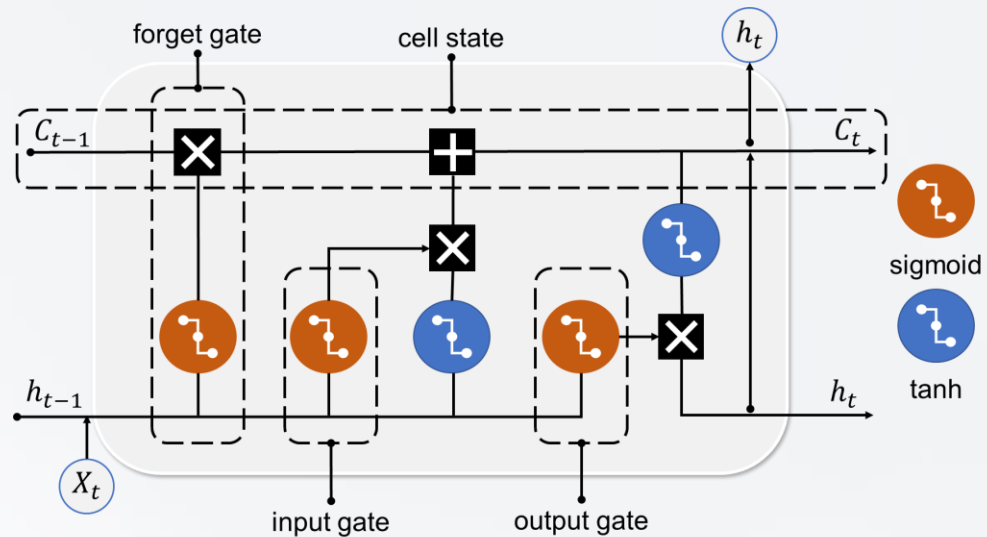 forget gate
cell state
h_t
C_{t-1}
C_t
sigmoid
tanh
h_{t-1}
h_t
X_t
input gate
output gate